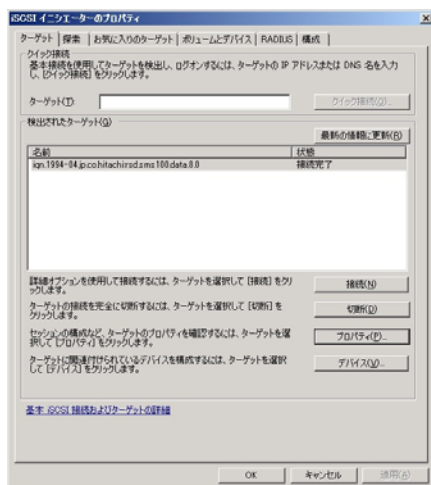 iSCSI イニシエーターのプロパティ
ターゲット 探索 お気に入りのターゲット ボリュームとデバイス RADIUS 構成
クイック接続
基本接続を使用してターゲットを検出し、ログオンするには、ターゲットの IP アドレスまたは DNS 名を入力
し、[クイック接続] をクリックします。
ターゲット(T): クイック接続(Q)...
検出されたターゲット(G)
最新の情報に更新(R)
名前 状態
iqn.1994-04.jp.co.hitachi:rsd.sms100.data.0.0 接続完了
詳細オプションを使用して接続するには、ターゲットを選択して [接続] をクリ
ックします。 接続(N)
ターゲットの接続を完全に切断するには、ターゲットを選択して [切断] を
クリックします。 切断(D)
セッションの構成など、ターゲットのプロパティを確認するには、ターゲットを選
択して [プロパティ] をクリックします。 プロパティ(P)...
ターゲットに関連付けられているデバイスを構成するには、ターゲットを選択
して [デバイス] をクリックします。 デバイス(V)...
基本 iSCSI 接続およびターゲットの詳細
OK キャンセル 適用(A)